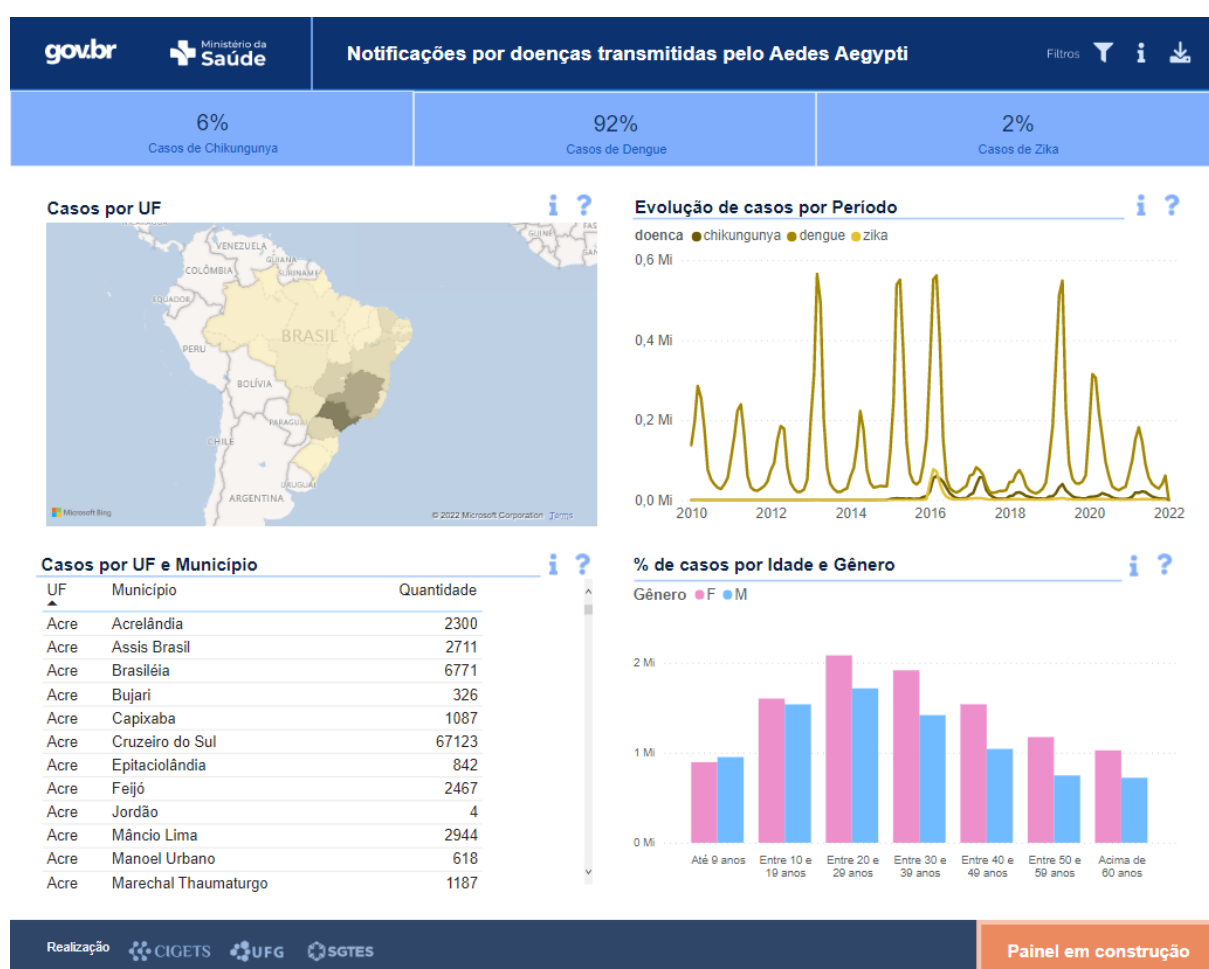 gov.br
Ministério da
Saúde
Notificações por doenças transmitidas pelo Aedes Aegypti
Filtros
6%
Casos de Chikungunya
92%
Casos de Dengue
2%
Casos de Zika
Casos por UF
VENEZUELA
GUIANA
SURINAME
COLÔMBIA
EQUADOR
BRASIL
PERU
BOLÍVIA
PARAGUAI
CHILE
URUGUAI
ARGENTINA
GUINÉ
Microsoft Bing
© 2022 Microsoft Corporation Terms
Evolução de casos por Período
doenca chikungunya dengue zika
0,6 Mi
0,4 Mi
0,2 Mi
0,0 Mi
2010 2012 2014 2016 2018 2020 2022
Casos por UF e Município
UF Município Quantidade
Acre Acrelândia 2300
Acre Assis Brasil 2711
Acre Brasiléia 6771
Acre Bujari 326
Acre Capixaba 1087
Acre Cruzeiro do Sul 67123
Acre Epitaciolândia 842
Acre Feijó 2467
Acre Jordão 4
Acre Mâncio Lima 2944
Acre Manoel Urbano 618
Acre Marechal Thaumaturgo 1187
% de casos por Idade e Gênero
Gênero F M
2 Mi
1 Mi
0 Mi
Até 9 anos Entre 10 e 19 anos Entre 20 e 29 anos Entre 30 e 39 anos Entre 40 e 49 anos Entre 50 e 59 anos Acima de 60 anos
Realização CIGETS UFG SGTES
Painel em construção